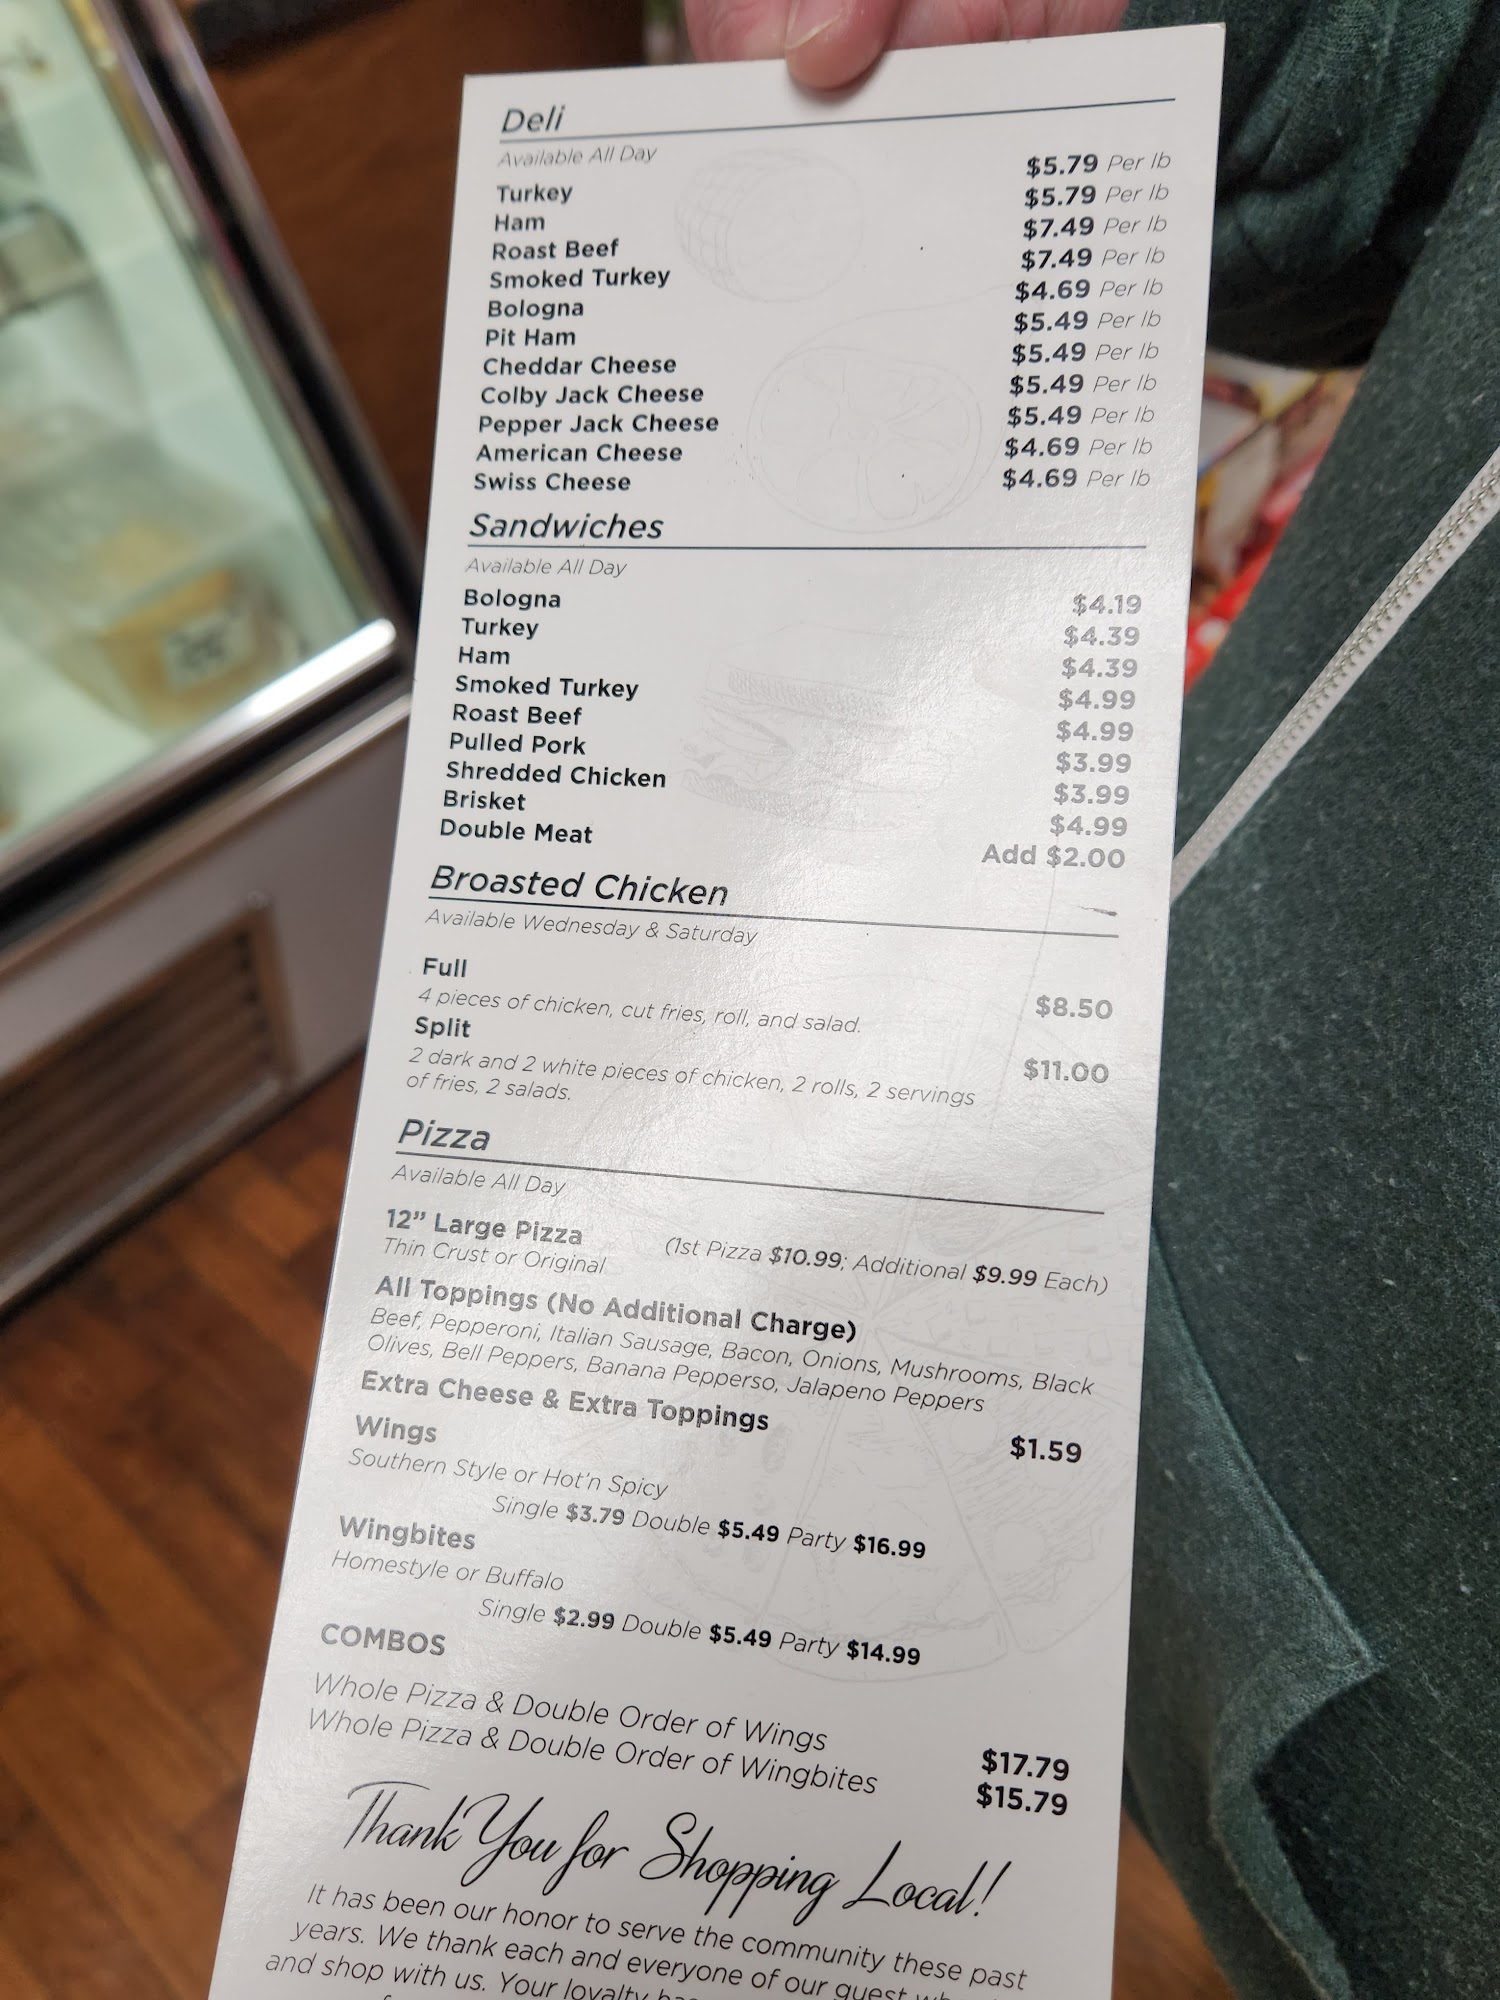 Deli
Available All Day
Turkey $5.79 Per lb
Ham $5.79 Per lb
Roast Beef $7.49 Per lb
Smoked Turkey $7.49 Per lb
Bologna $4.69 Per lb
Pit Ham $5.49 Per lb
Cheddar Cheese $5.49 Per lb
Colby Jack Cheese $5.49 Per lb
Pepper Jack Cheese $5.49 Per lb
American Cheese $4.69 Per lb
Swiss Cheese $4.69 Per lb
Sandwiches
Available All Day
Bologna $4.19
Turkey $4.39
Ham $4.39
Smoked Turkey $4.99
Roast Beef $4.99
Pulled Pork $3.99
Shredded Chicken $3.99
Brisket $4.99
Double Meat Add $2.00
Broasted Chicken
Available Wednesday & Saturday
Full $8.50
4 pieces of chicken, cut fries, roll, and salad.
Split $11.00
2 dark and 2 white pieces of chicken, 2 rolls, 2 servings
of fries, 2 salads.
Pizza
Available All Day
12” Large Pizza (1st Pizza $10.99; Additional $9.99 Each)
Thin Crust or Original
All Toppings (No Additional Charge)
Beef, Pepperoni, Italian Sausage, Bacon, Onions, Mushrooms, Black
Olives, Bell Peppers, Banana Pepperso, Jalapeno Peppers
Extra Cheese & Extra Toppings $1.59
Wings
Southern Style or Hot'n Spicy
Single $3.79 Double $5.49 Party $16.99
Wingbites
Homestyle or Buffalo
Single $2.99 Double $5.49 Party $14.99
COMBOS
Whole Pizza & Double Order of Wings $17.79
Whole Pizza & Double Order of Wingbites $15.79
Thank You for Shopping Local!
It has been our honor to serve the community these past
years. We thank each and everyone of our guest
and shop with us. Your loyalty